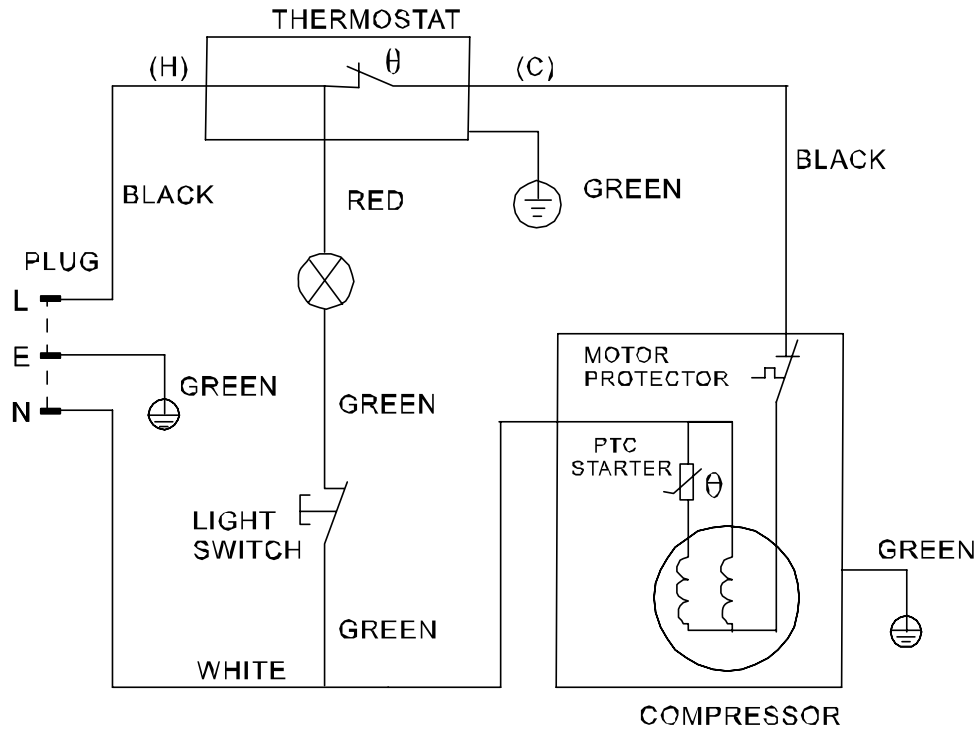 THERMOSTAT
(H)
θ
(C)
BLACK
BLACK
RED
GREEN
PLUG
L
E
N
GREEN
GREEN
MOTOR
PROTECTOR
PTC
STARTER
θ
LIGHT
SWITCH
GREEN
GREEN
WHITE
COMPRESSOR